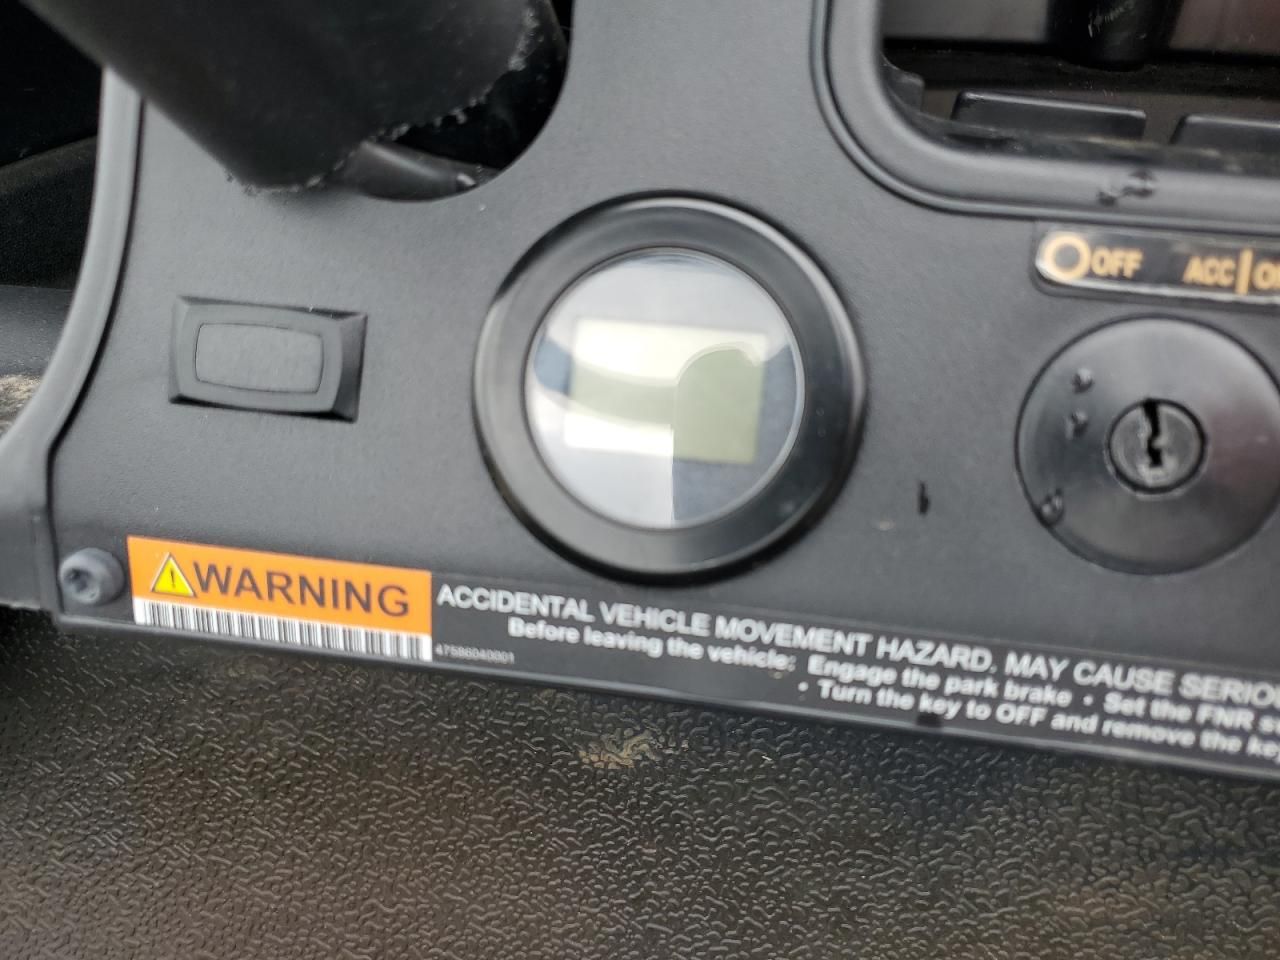 OFF ACC
WARNING
47586040001
ACCIDENTAL VEHICLE MOVEMENT HAZARD. MAY CAUSE
Before leaving the vehicle: Engage the park brake • Set the FNR
• Turn the key to OFF and remove the key